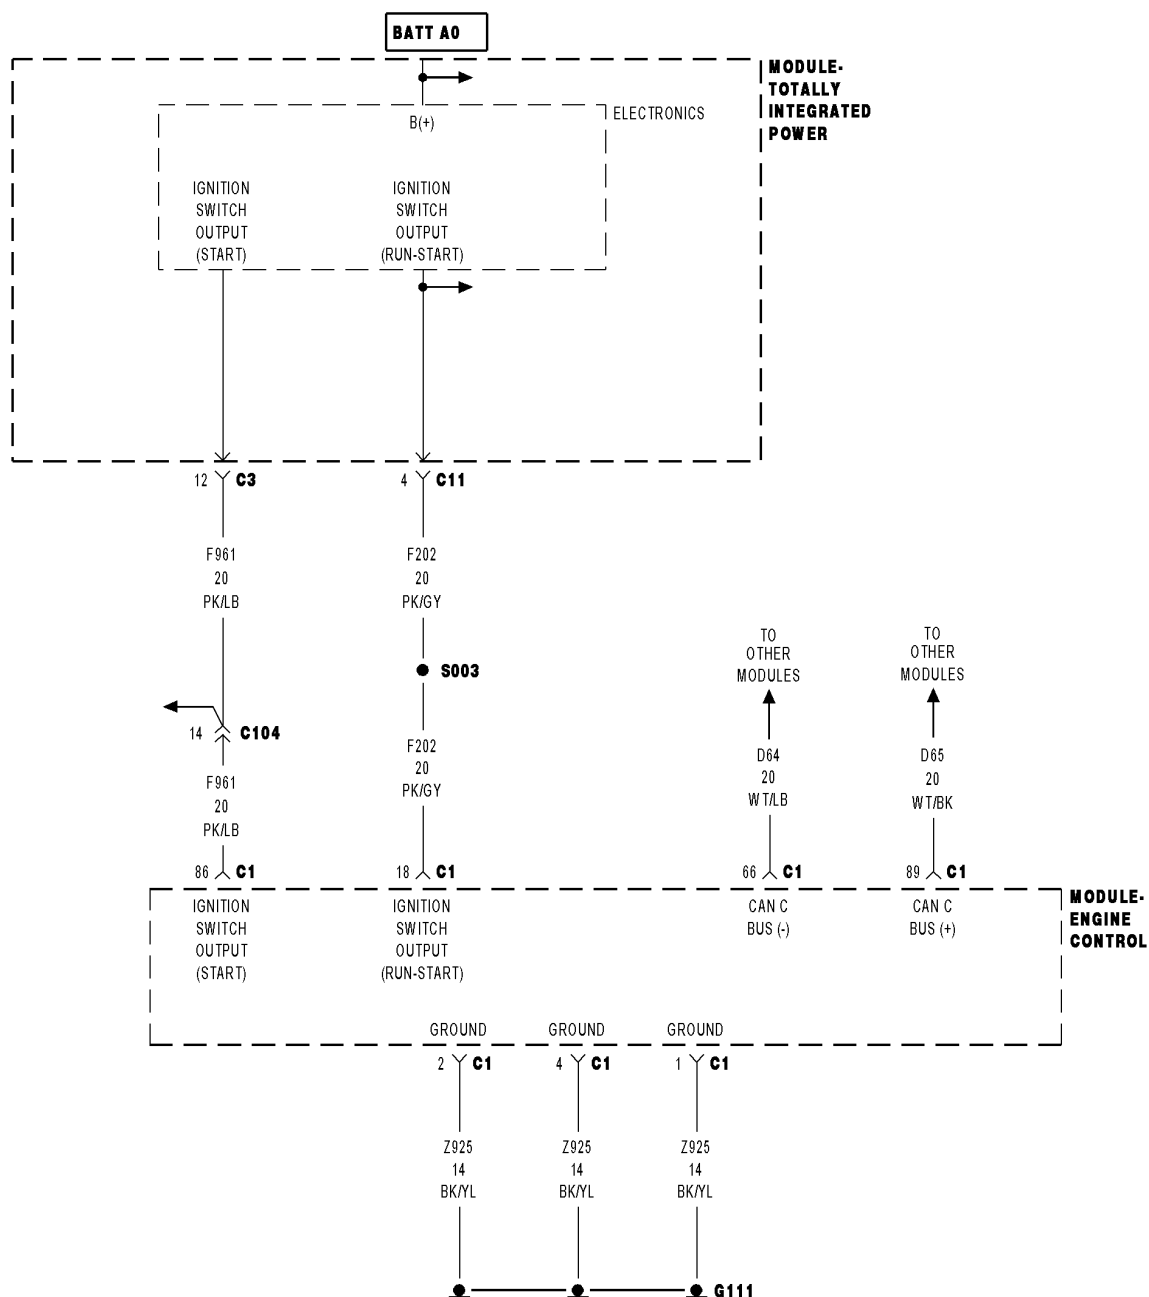 BATT A0
MODULE-
TOTALLY
INTEGRATED
POWER
ELECTRONICS
B(+)
IGNITION
SWITCH
OUTPUT
(START)
IGNITION
SWITCH
OUTPUT
(RUN-START)
12 C3
4 C11
F961
20
PK/LB
F202
20
PK/GY
S003
14 C104
F961
20
PK/LB
F202
20
PK/GY
TO
OTHER
MODULES
TO
OTHER
MODULES
D64
20
WT/LB
D65
20
WT/BK
86 C1
18 C1
66 C1
89 C1
IGNITION
SWITCH
OUTPUT
(START)
IGNITION
SWITCH
OUTPUT
(RUN-START)
CAN C
BUS (-)
CAN C
BUS (+)
MODULE-
ENGINE
CONTROL
GROUND
GROUND
GROUND
2 C1
4 C1
1 C1
Z925
14
BK/YL
Z925
14
BK/YL
Z925
14
BK/YL
G111